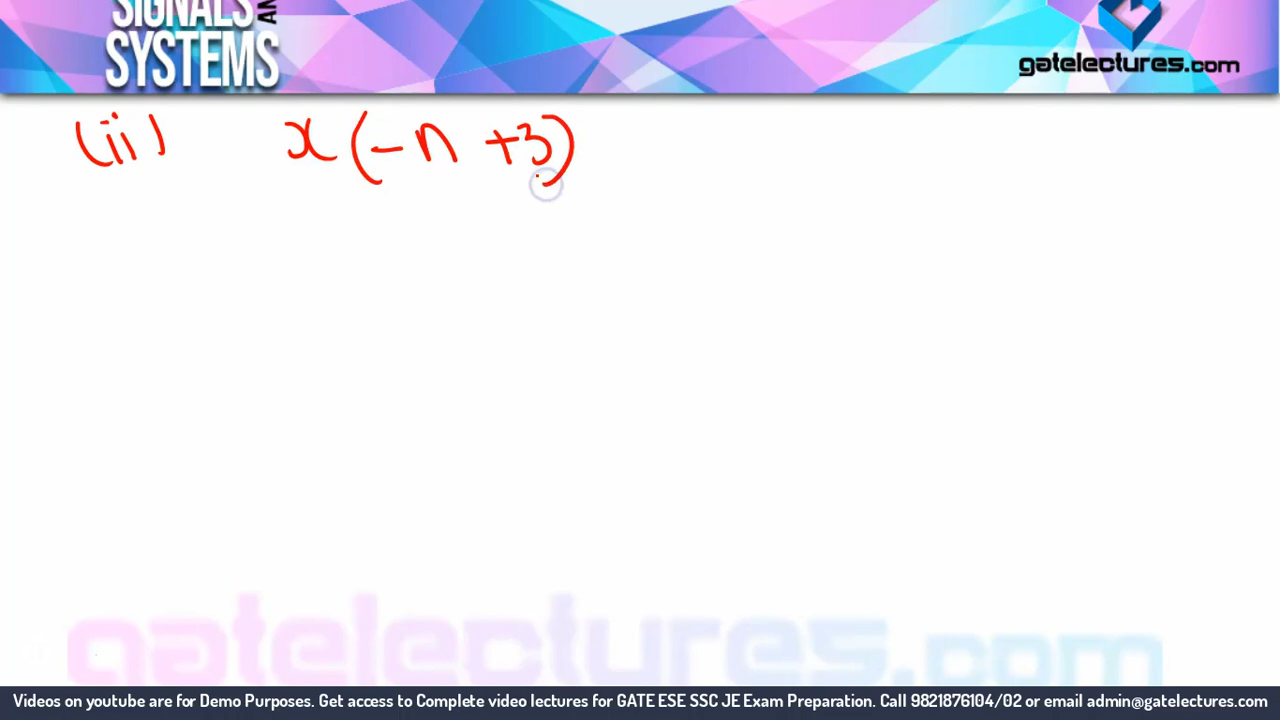 SIGNALS AND
SYSTEMS
gatelectures.com
(ii) x(-n +3)
gatelectures.com
Videos on youtube are for Demo Purposes. Get access to Complete video lectures for GATE ESE SSC JE Exam Preparation. Call 9821876104/02 or email admin@gatelectures.com